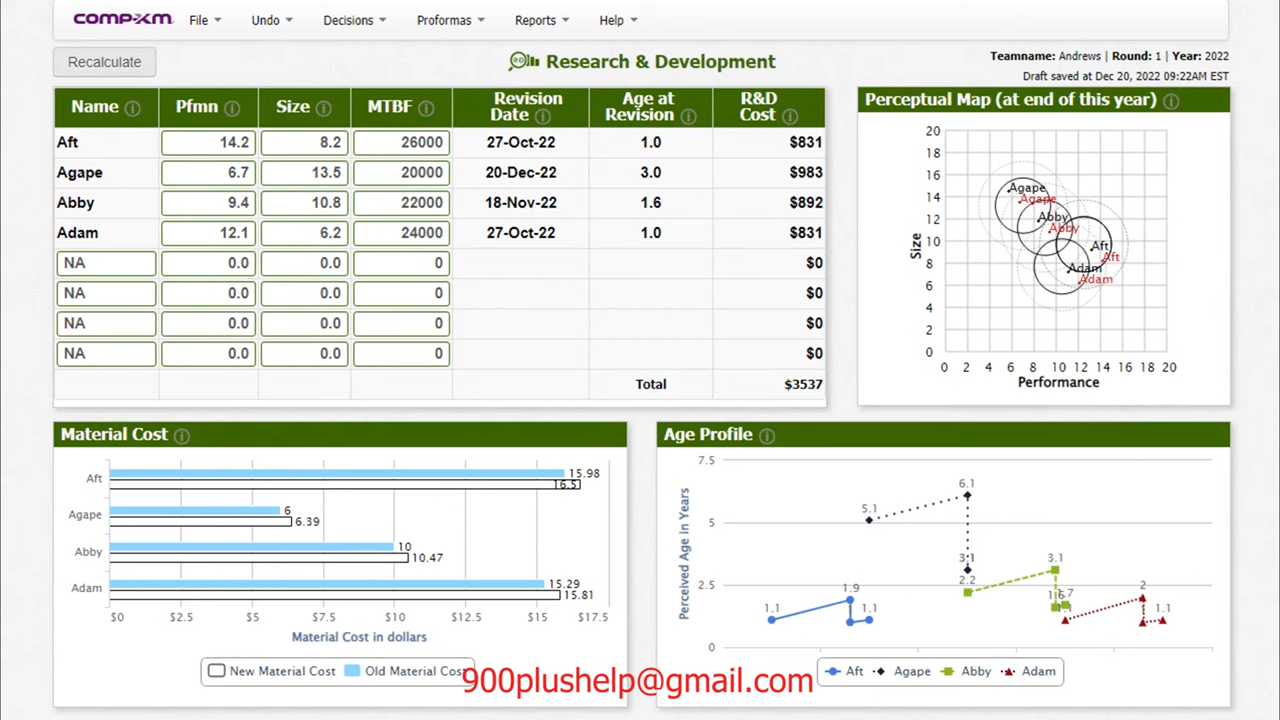 COMP-XM File Undo Decisions Proformas Reports Help
Recalculate
Research & Development
Teamname: Andrews | Round: 1 | Year: 2022
Draft saved at Dec 20, 2022 09:22AM EST
Name Pfmn Size MTBF Revision Date Age at Revision R&D Cost
Aft 14.2 8.2 26000 27-Oct-22 1.0 $831
Agape 6.7 13.5 20000 20-Dec-22 3.0 $983
Abby 9.4 10.8 22000 18-Nov-22 1.6 $892
Adam 12.1 6.2 24000 27-Oct-22 1.0 $831
NA 0.0 0.0 0 $0
NA 0.0 0.0 0 $0
NA 0.0 0.0 0 $0
NA 0.0 0.0 0 $0
Total $3537
Perceptual Map (at end of this year)
20
18
16
14
12
10
8
6
4
2
0
Size
Agape
Agape
Abby
Abby
Aft
Aft
Adam
Adam
0 2 4 6 8 10 12 14 16 18 20
Performance
Material Cost
Aft 15.98
16.5
Agape 6
6.39
Abby 10
10.47
Adam 15.29
15.81
$0 $2.5 $5 $7.5 $10 $12.5 $15 $17.5
Material Cost in dollars
New Material Cost Old Material Cost
Age Profile
7.5
5
2.5
0
Perceived Age in Years
1.1 1.9 1.1
5.1 6.1 3.1
2.2 3.1
2 1.1
Aft Agape Abby Adam
900plushelp@gmail.com